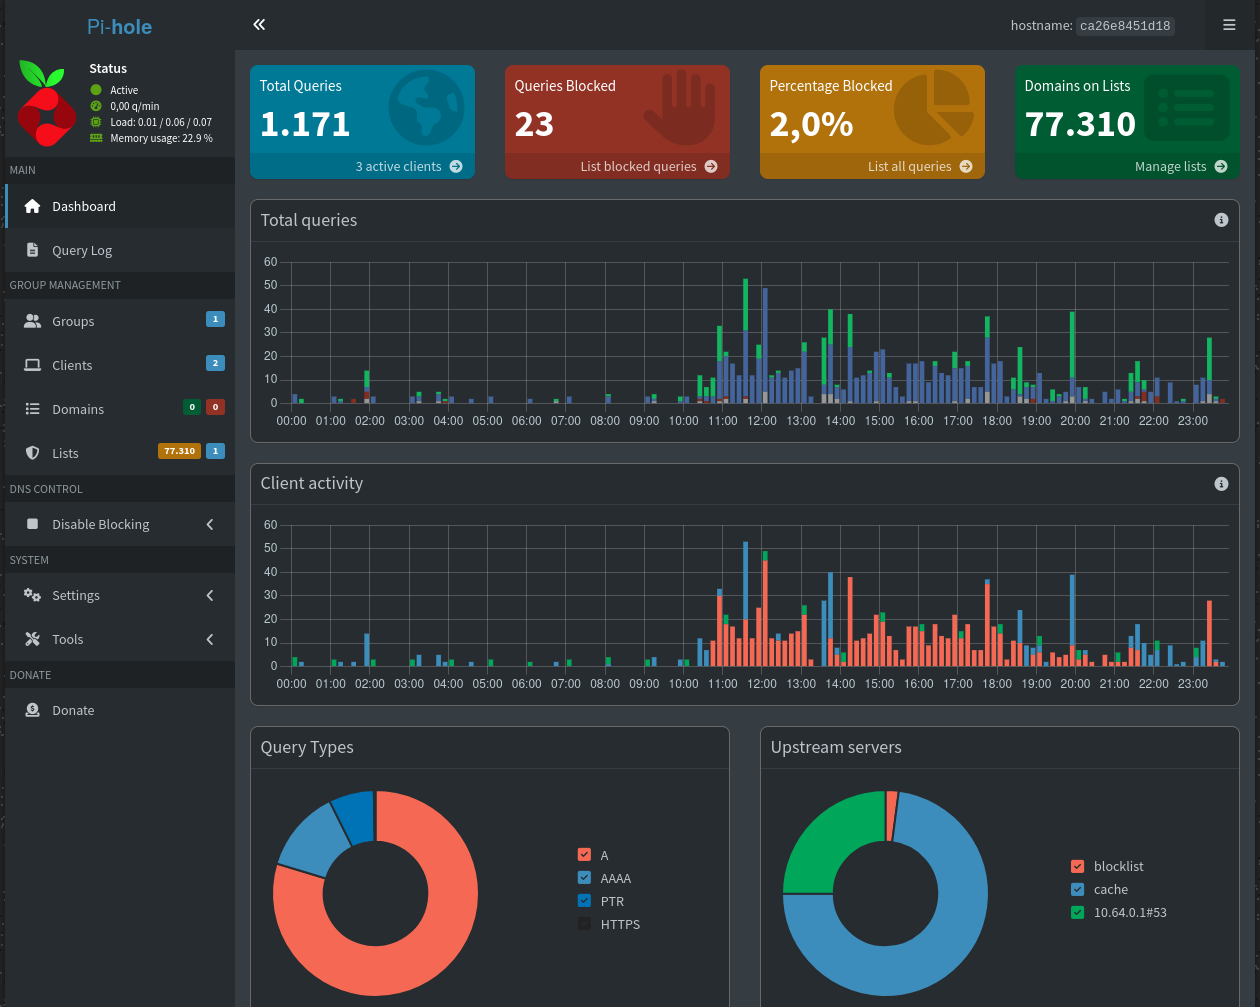 Pi-hole
hostname: ca26e8451d18
Status
Active
0,00 q/min
Load: 0.01 / 0.06 / 0.07
Memory usage: 22.9 %
MAIN
Dashboard
Query Log
GROUP MANAGEMENT
Groups 1
Clients 2
Domains 0 0
Lists 77.310 1
DNS CONTROL
Disable Blocking
SYSTEM
Settings
Tools
DONATE
Donate
Total Queries
1.171
3 active clients
Queries Blocked
23
List blocked queries
Percentage Blocked
2,0%
List all queries
Domains on Lists
77.310
Manage lists
Total queries
60
50
40
30
20
10
0
00:00 01:00 02:00 03:00 04:00 05:00 06:00 07:00 08:00 09:00 10:00 11:00 12:00 13:00 14:00 15:00 16:00 17:00 18:00 19:00 20:00 21:00 22:00 23:00
Client activity
60
50
40
30
20
10
0
00:00 01:00 02:00 03:00 04:00 05:00 06:00 07:00 08:00 09:00 10:00 11:00 12:00 13:00 14:00 15:00 16:00 17:00 18:00 19:00 20:00 21:00 22:00 23:00
Query Types
A
AAAA
PTR
HTTPS
Upstream servers
blocklist
cache
10.64.0.1#53